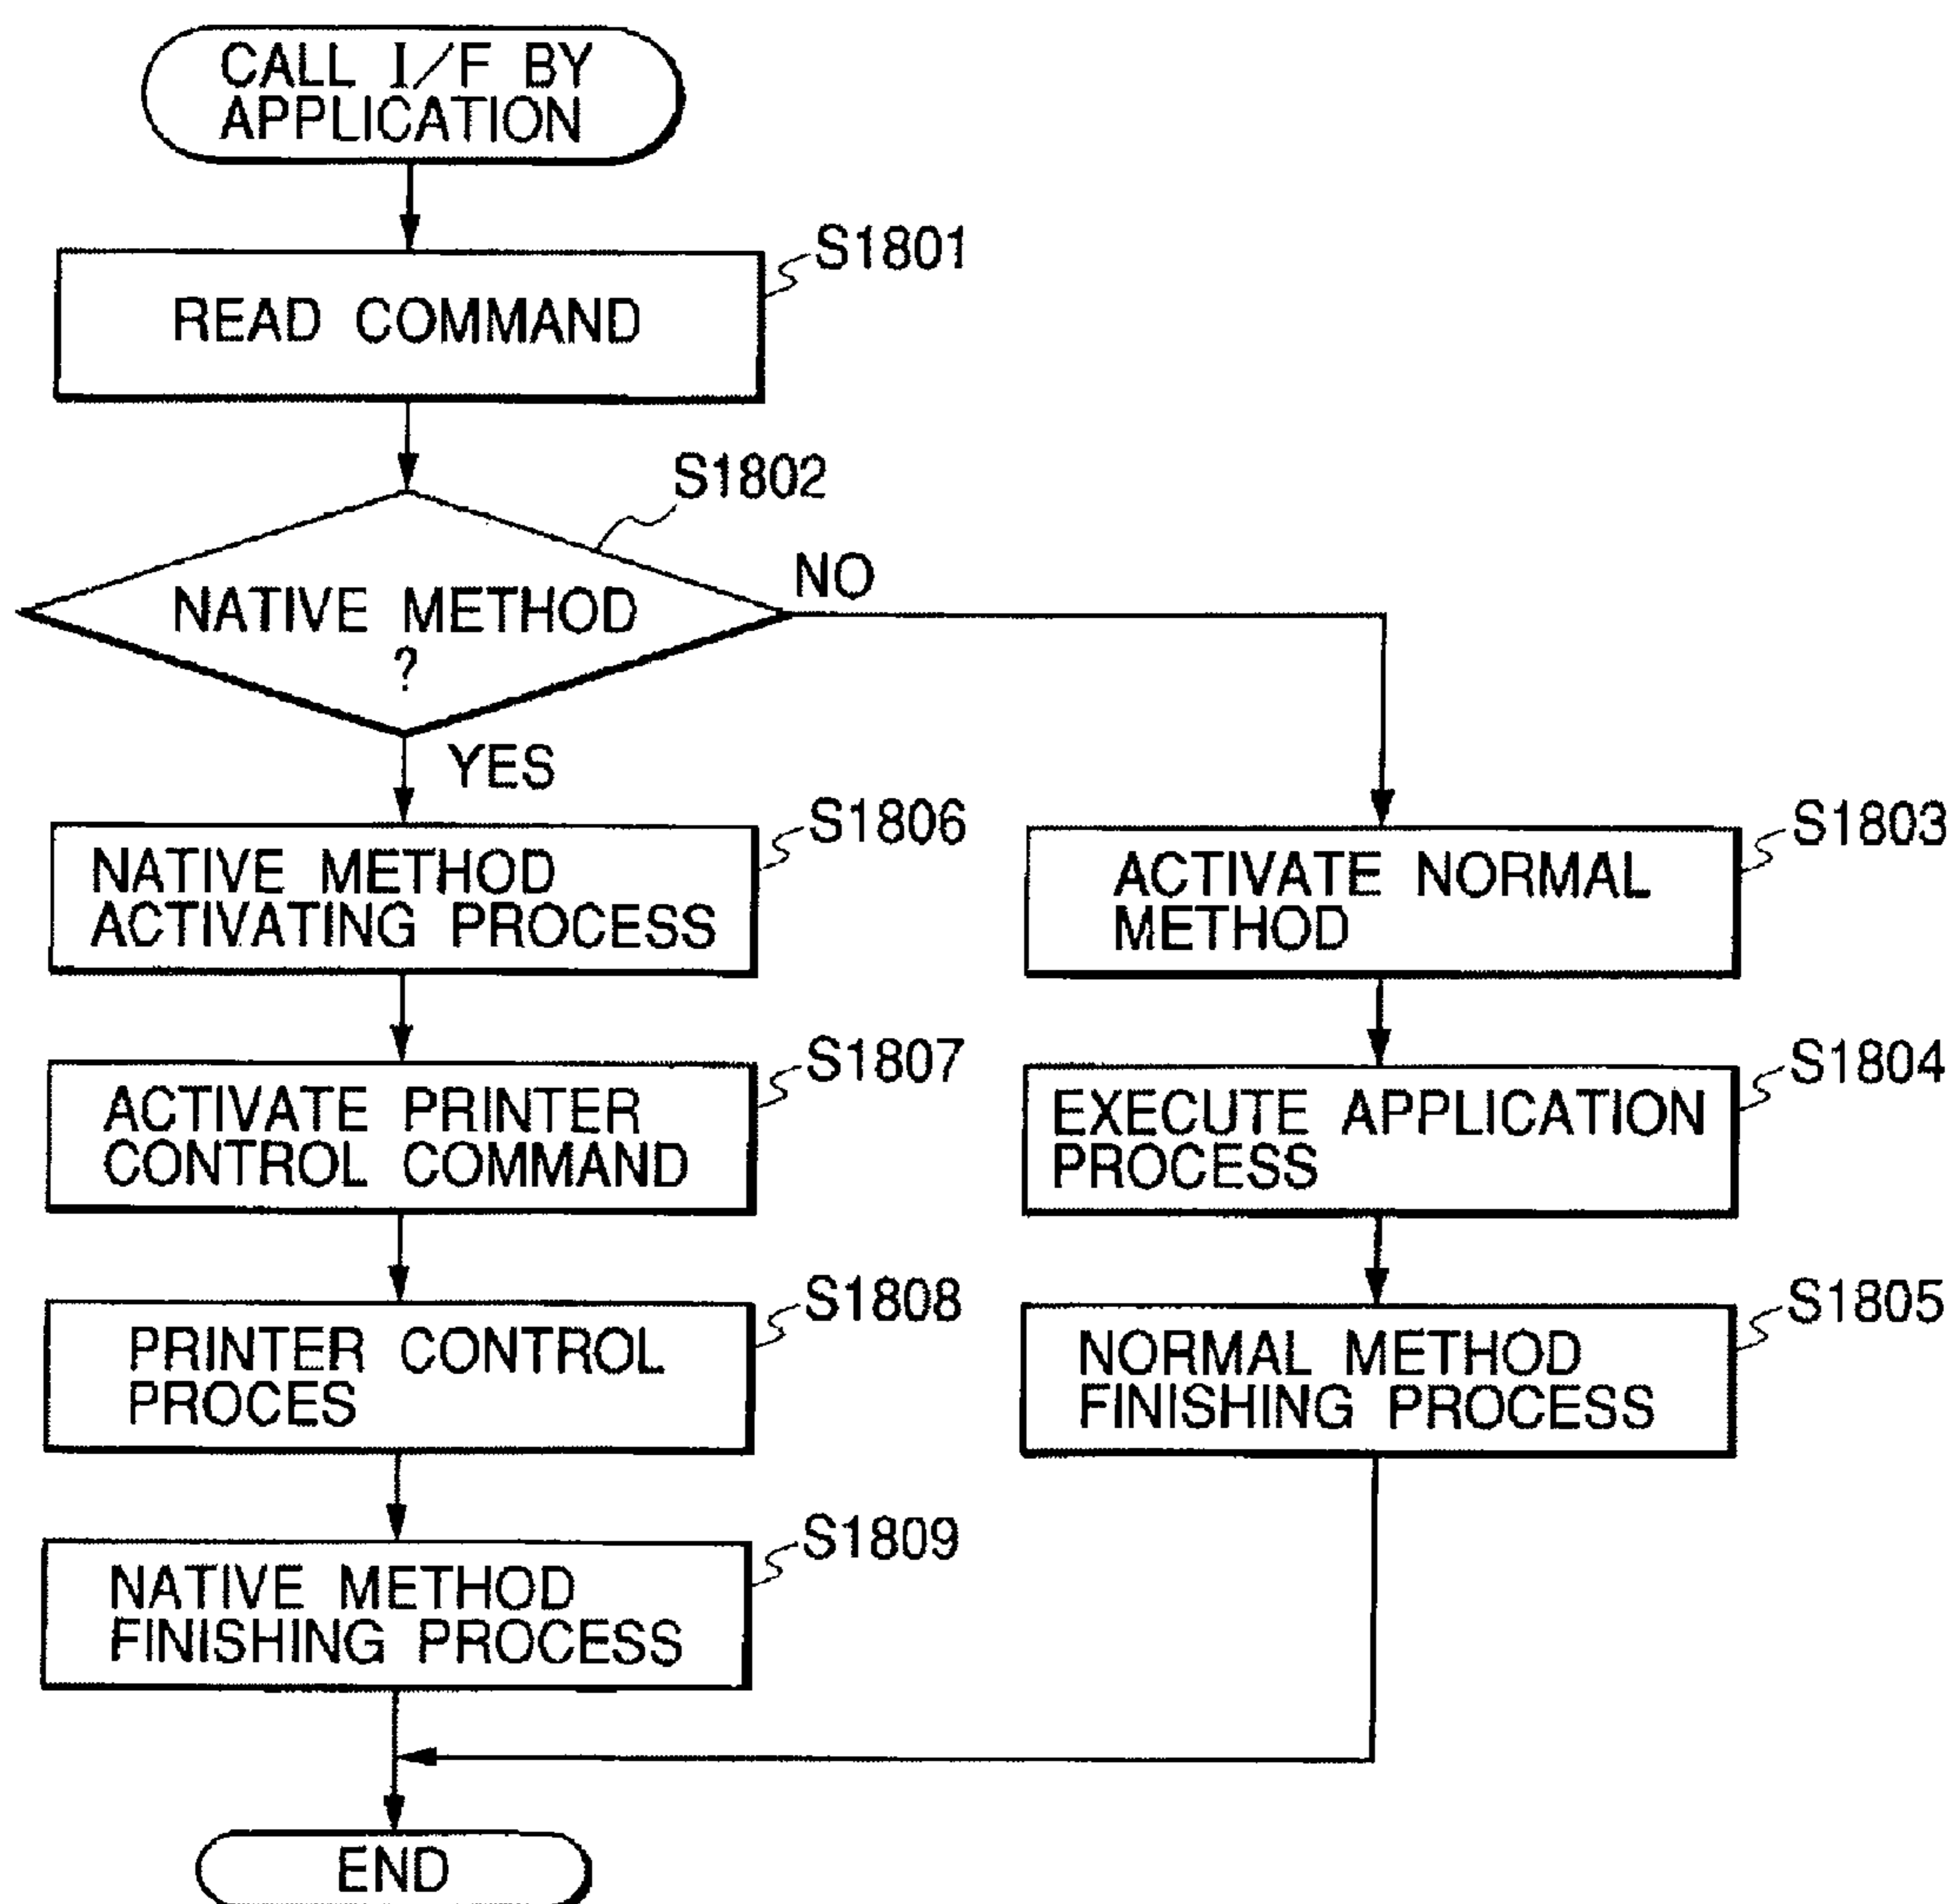 CALL I/F BY
APPLICATION
S1801
READ COMMAND
S1802
NATIVE METHOD
?
NO
YES
S1806
NATIVE METHOD
ACTIVATING PROCESS
S1807
ACTIVATE PRINTER
CONTROL COMMAND
S1808
PRINTER CONTROL
PROCES
S1809
NATIVE METHOD
FINISHING PROCESS
S1803
ACTIVATE NORMAL
METHOD
S1804
EXECUTE APPLICATION
PROCESS
S1805
NORMAL METHOD
FINISHING PROCESS
END